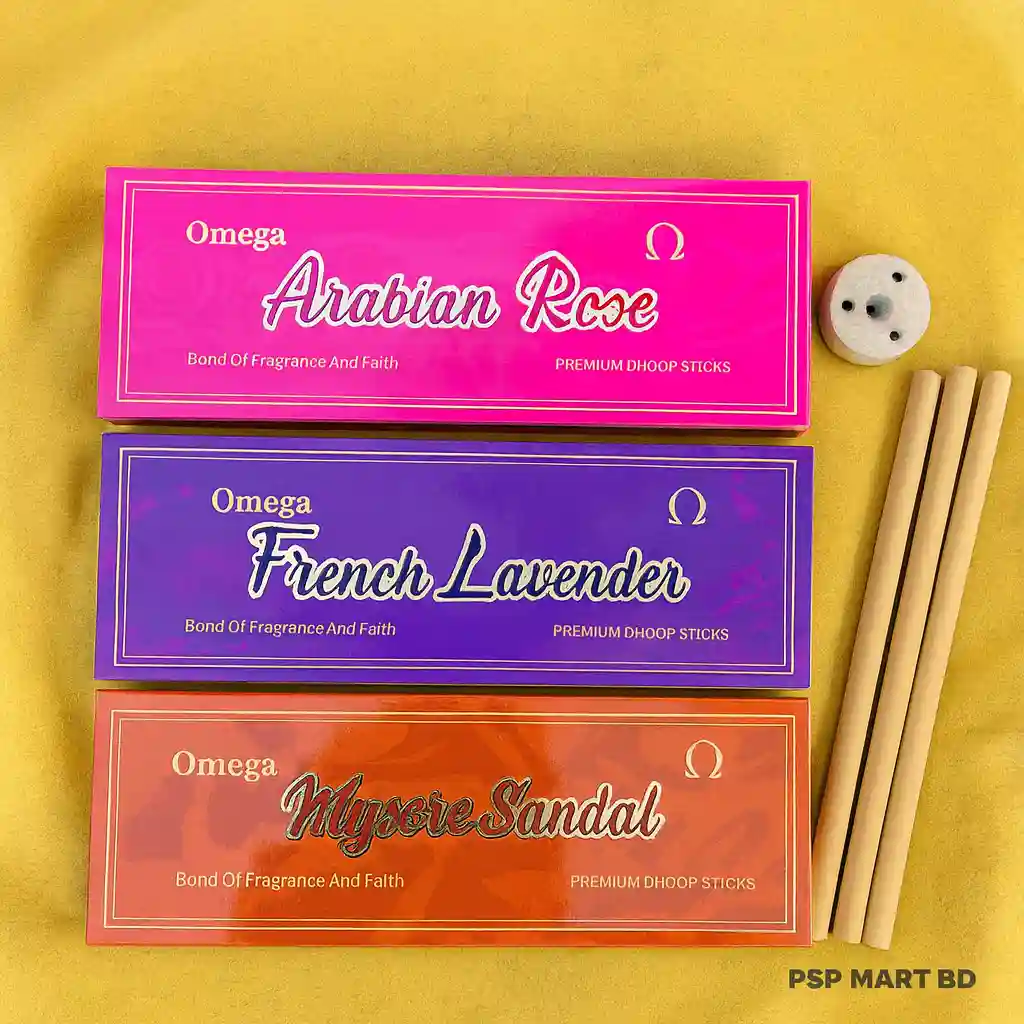 Omega
Ω
Arabian Rose
Bond Of Fragrance And Faith
PREMIUM DHOOP STICKS
Omega
Ω
French Lavender
Bond Of Fragrance And Faith
PREMIUM DHOOP STICKS
Omega
Ω
Mysore Sandal
Bond Of Fragrance And Faith
PREMIUM DHOOP STICKS
PSP MART BD